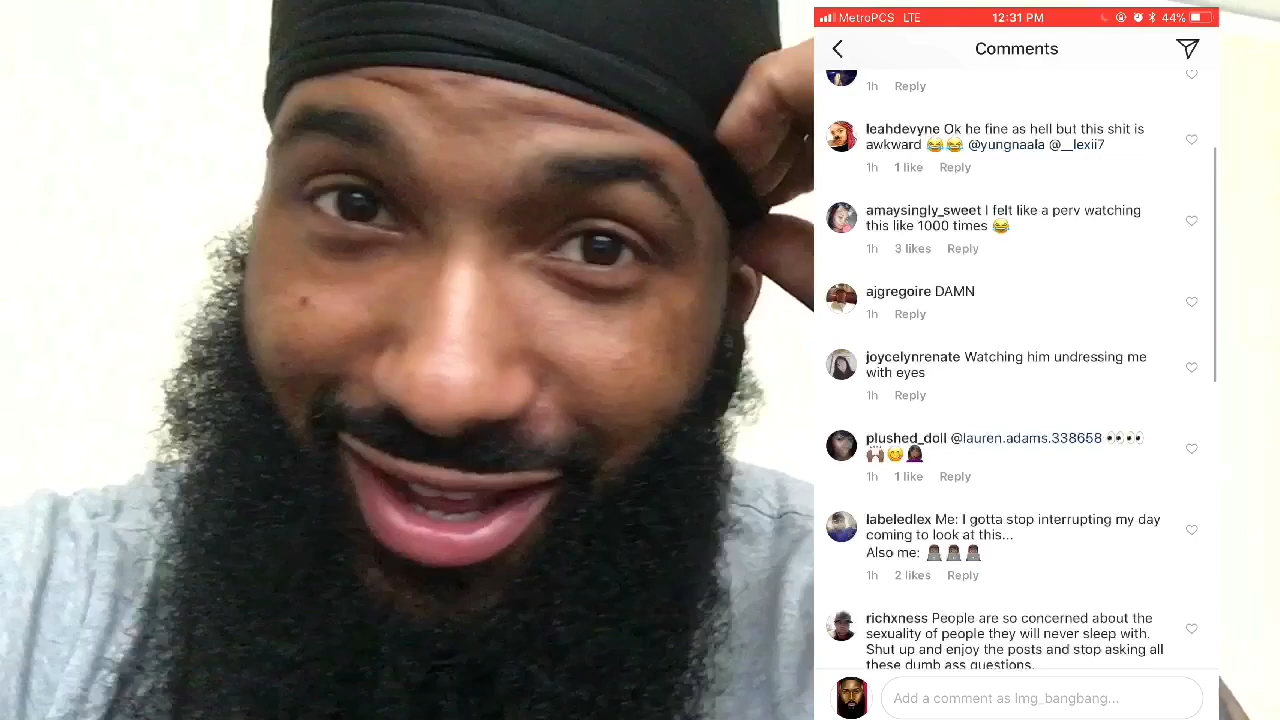 MetroPCS LTE 12:31 PM 44%
Comments
1h Reply
leahdevyne Ok he fine as hell but this shit is
awkward 😂😂 @yungnaala @__lexii7
1h 1 like Reply
amaysingly_sweet I felt like a perv watching
this like 1000 times 😂
1h 3 likes Reply
ajgregoire DAMN
1h Reply
joycelynrenate Watching him undressing me
with eyes
1h Reply
plushed_doll @lauren.adams.338658 👀👀
🙌🏾😋🙋🏾‍♀️
1h 1 like Reply
labeledlex Me: I gotta stop interrupting my day
coming to look at this...
Also me: 👨🏾‍💻👨🏾‍💻👨🏾‍💻
1h 2 likes Reply
richxness People are so concerned about the
sexuality of people they will never sleep with.
Shut up and enjoy the posts and stop asking all
these dumb ass questions.
Add a comment as lmg_bangbang...